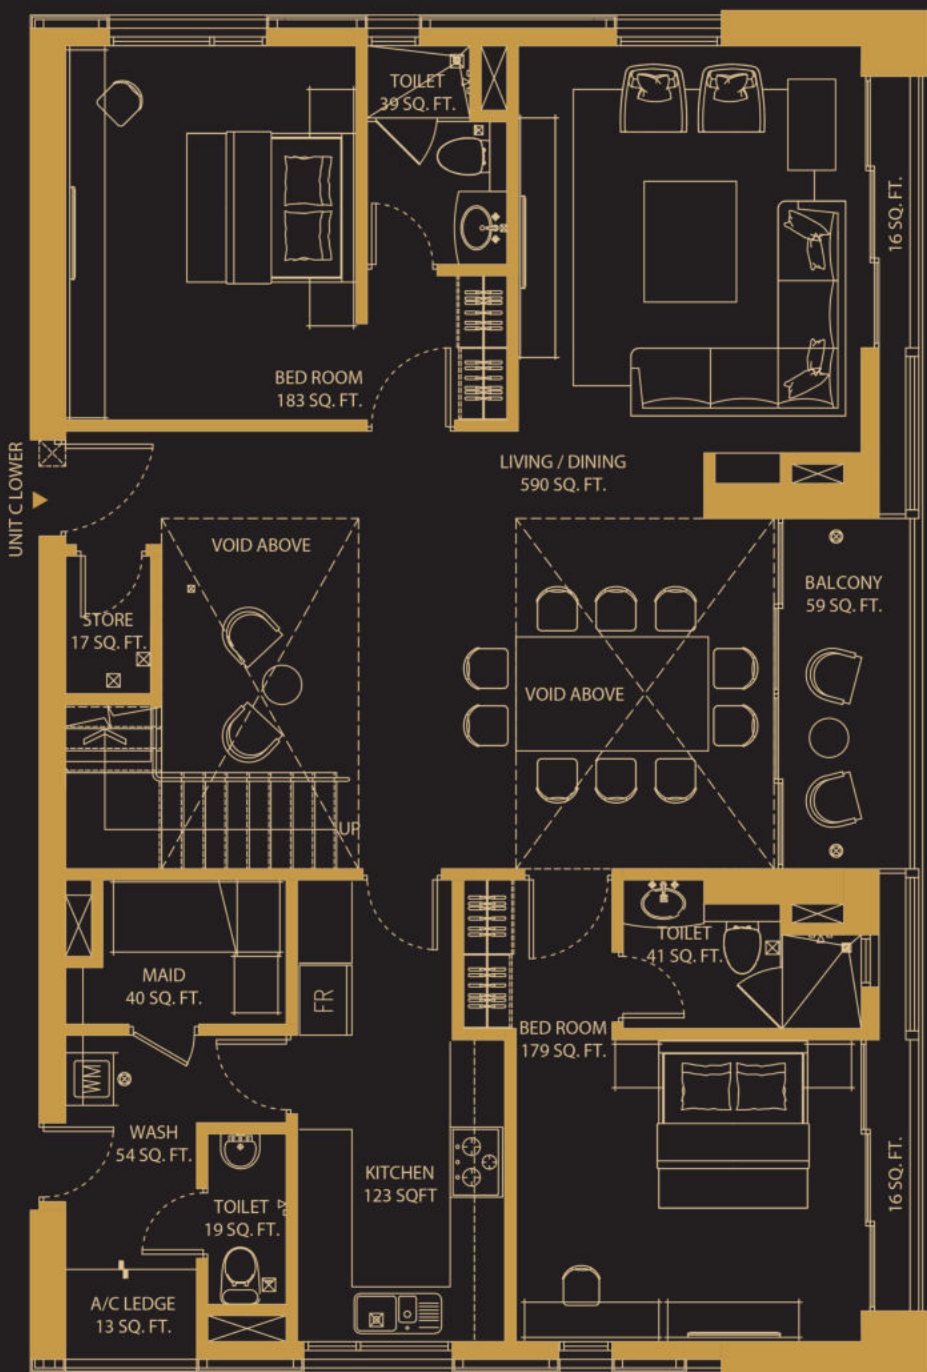 TOILET
39 SQ. FT.
16 SQ. FT.
BED ROOM
183 SQ. FT.
UNIT C LOWER
LIVING / DINING
590 SQ. FT.
VOID ABOVE
BALCONY
59 SQ. FT.
STORE
17 SQ. FT.
VOID ABOVE
UP
TOILET
41 SQ. FT.
MAID
40 SQ. FT.
FR
BED ROOM
179 SQ. FT.
WM
WASH
54 SQ. FT.
KITCHEN
123 SQFT
16 SQ. FT.
TOILET
19 SQ. FT.
A/C LEDGE
13 SQ. FT.